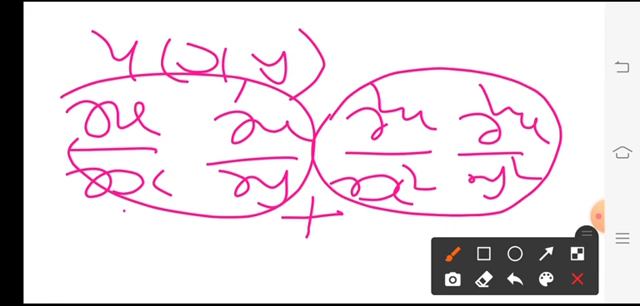 u(x, y)
∂u/∂x ∂u/∂y ∂²u/∂x² ∂²u/∂y²
+